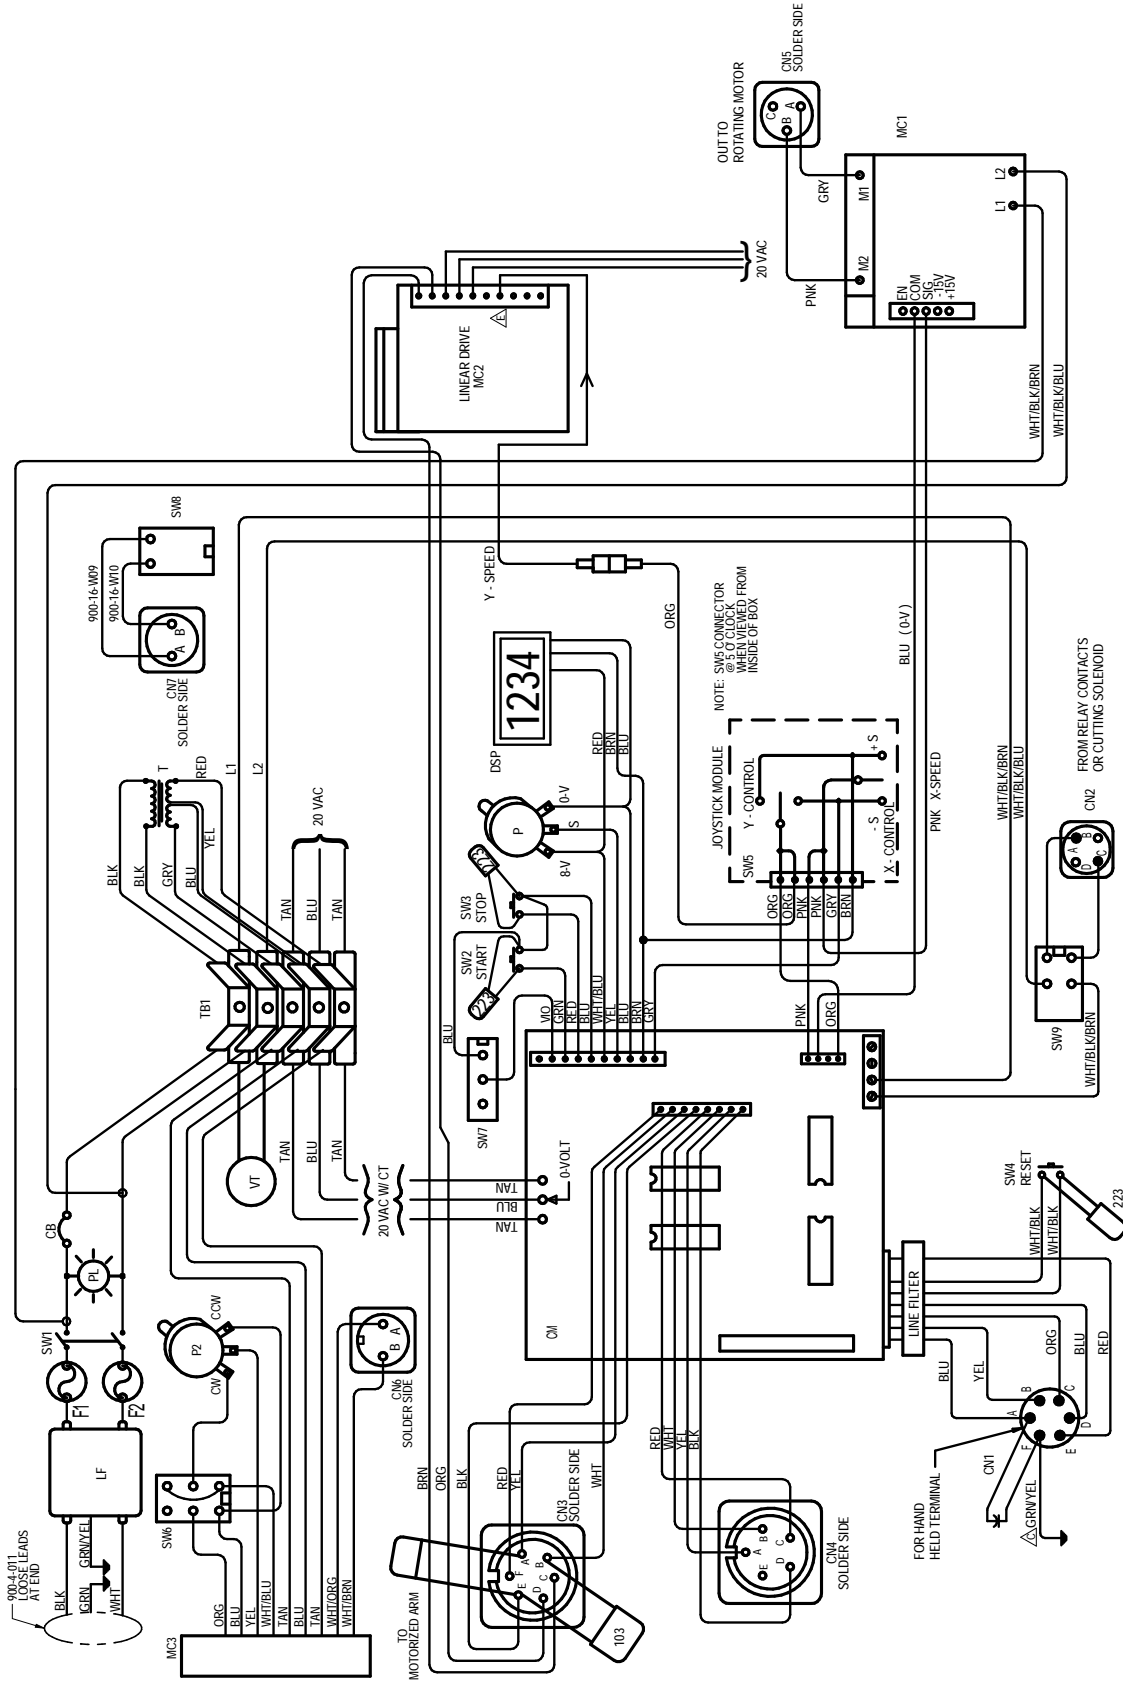 900-4-011
LOOSE LEADS
AT END
BLK
GRN
WHT
GRN/YEL
LF
F1
F2
SW1
PL
CB
MC3
ORG
BLU
YEL
WHT/BLU
TAN
BLU
TAN
WHT/ORG
WHT/BRN
SW6
P2
CW
CCW
B
A
CN6
SOLDER SIDE
VT
TAN
BLU
TAN
20 VAC W/ CT
TB1
TAN
BLU
TAN
20 VAC
BLK
BLK
GRY
BLU
YEL
RED
T
L1
L2
CN7
SOLDER SIDE
A
B
900-16-W09
900-16-W10
SW8
TO
MOTORIZED ARM
BRN
ORG
BLK
RED
YEL
CN3
SOLDER SIDE
WHT
A
B
C
D
E
F
103
RED
WHT
YEL
BLK
CN4
SOLDER SIDE
A
B
C
D
E
CM
TAN
BLU
TAN
0-VOLT
SW7
BLU
SW2
START
223
SW3
STOP
223
VIO
GRN
RED
BLU
WHT/BLU
YEL
BLU
BRN
GRY
P
8-V
S
0-V
DSP
1234
RED
BRN
BLU
Y - SPEED
ORG
LINEAR DRIVE
MC2
E
20 VAC
NOTE: SW5 CONNECTOR
@ 5 O' CLOCK
WHEN VIEWED FROM
INSIDE OF BOX
JOYSTICK MODULE
SW5
Y - CONTROL
- S
+ S
X - CONTROL
ORG
ORG
PNK
PNK
GRY
BRN
PNK
ORG
BLU ( 0-V )
PNK X-SPEED
OUT TO
ROTATING MOTOR
CN5
SOLDER SIDE
A
B
C
PNK
GRY
M2
M1
MC1
EN
COM
SIG
-15V
+15V
L1
L2
WHT/BLK/BRN
WHT/BLK/BLU
WHT/BLK/BRN
WHT/BLK/BLU
WHT/BLK/BRN
SW9
CN2
A
B
C
D
FROM RELAY CONTACTS
OR CUTTING SOLENOID
FOR HAND
HELD TERMINAL
CN1
GRN/YEL
A
B
C
D
E
F
BLU
YEL
ORG
BLU
RED
LINE FILTER
WHT/BLK
WHT/BLK
SW4
RESET
223